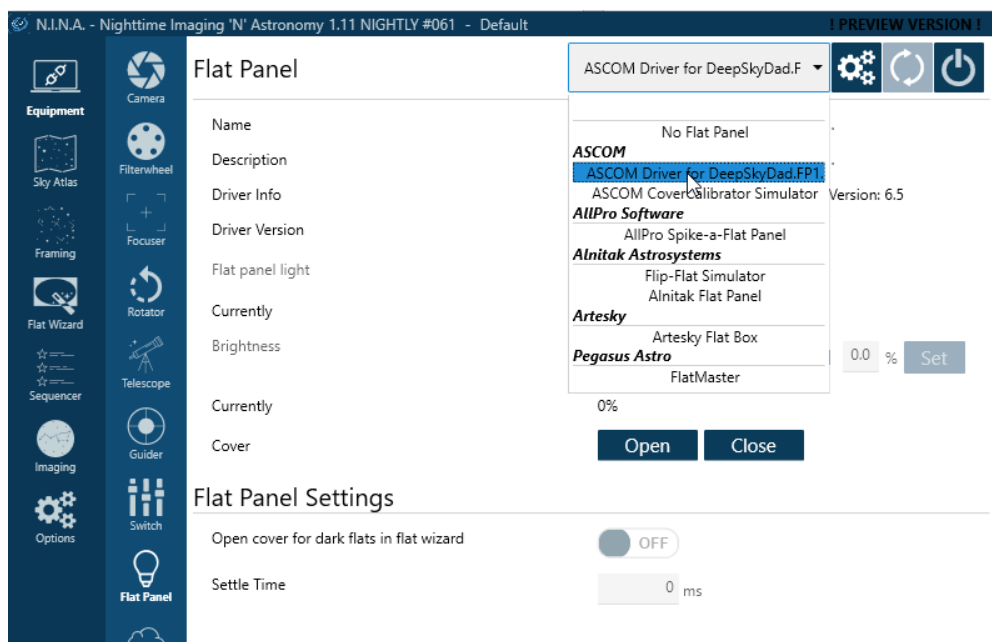 N.I.N.A. - Nighttime Imaging 'N' Astronomy 1.11 NIGHTLY #061 - Default
! PREVIEW VERSION !
Equipment
Sky Atlas
Framing
Flat Wizard
Sequencer
Imaging
Options
Camera
Filterwheel
Focuser
Rotator
Telescope
Guider
Switch
Flat Panel
Flat Panel
ASCOM Driver for DeepSkyDad.F
No Flat Panel
ASCOM
ASCOM Driver for DeepSkyDad.FP1.
ASCOM CoverCalibrator Simulator
AllPro Software
AllPro Spike-a-Flat Panel
Alnitak Astrosystems
Flip-Flat Simulator
Alnitak Flat Panel
Artesky
Artesky Flat Box
Pegasus Astro
FlatMaster
Name
Description
Driver Info
Version: 6.5
Driver Version
Flat panel light
Currently
Brightness
0.0 %
Set
Currently
0%
Cover
Open
Close
Flat Panel Settings
Open cover for dark flats in flat wizard
OFF
Settle Time
0 ms